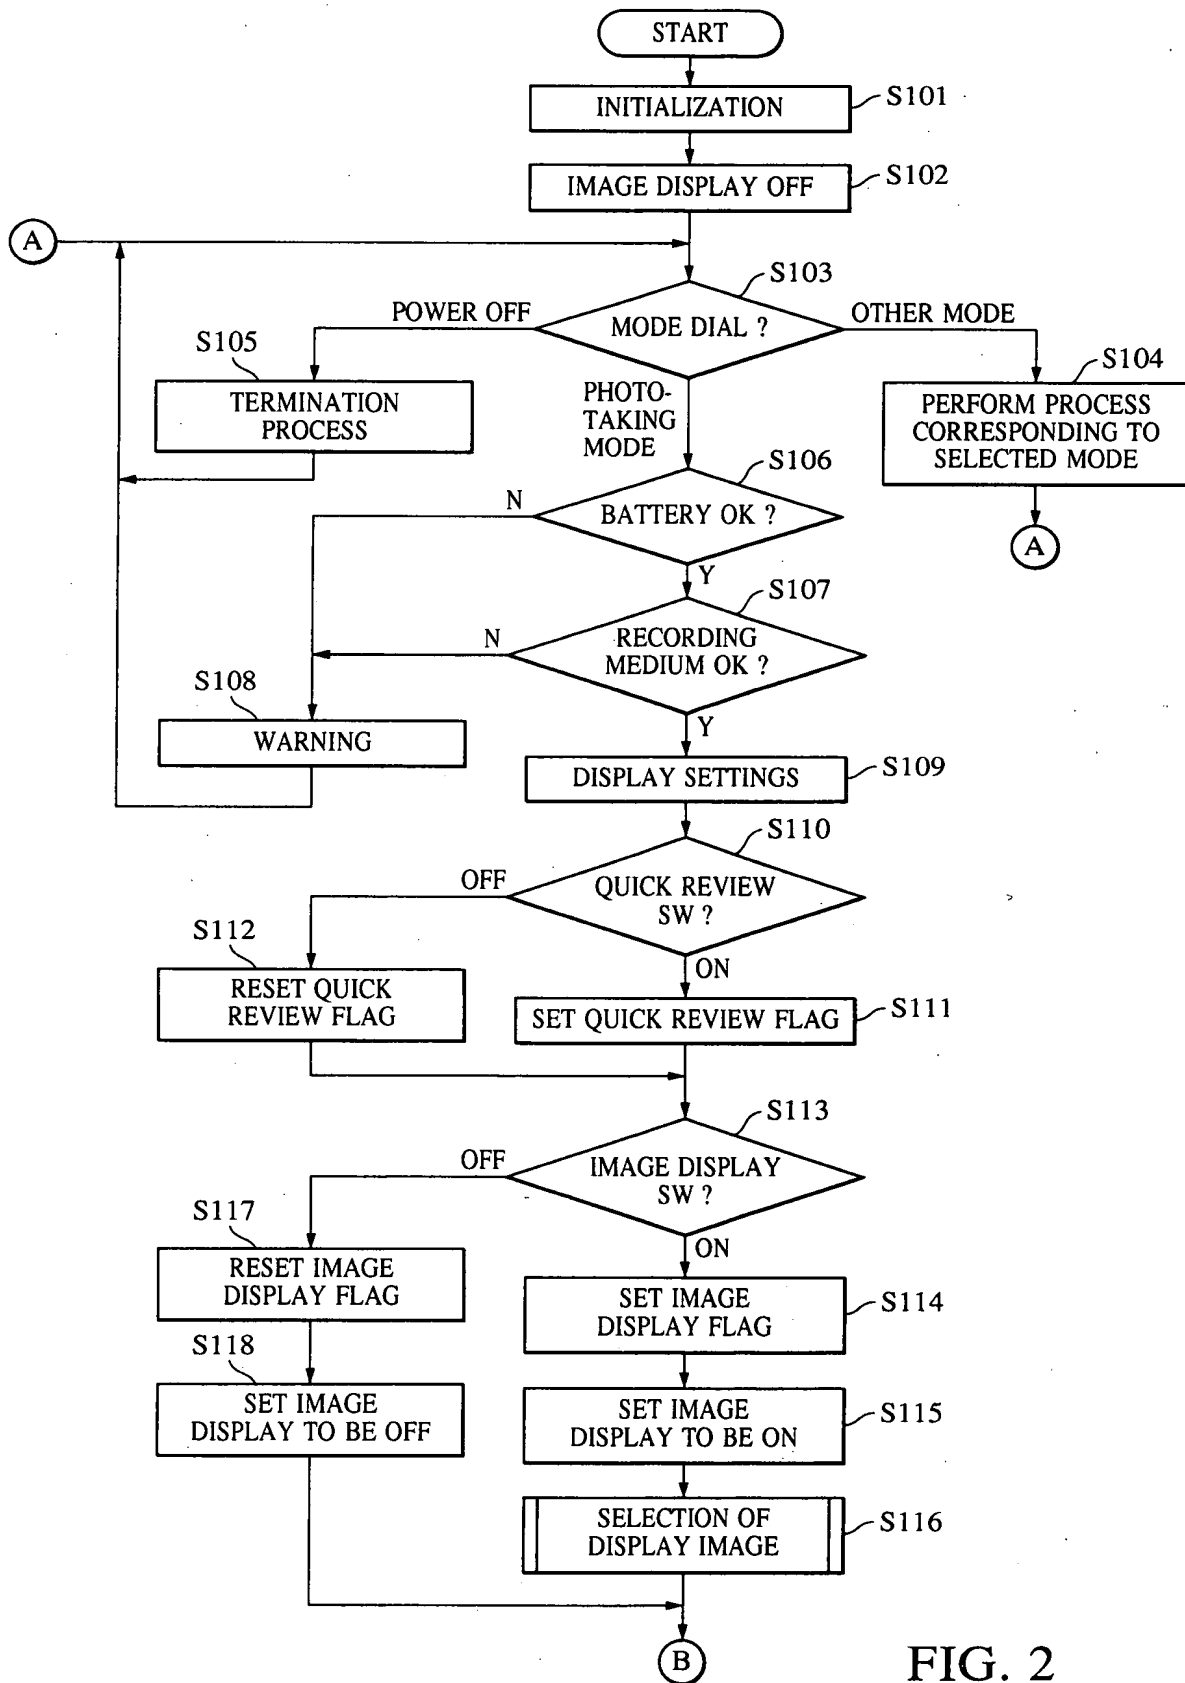 START
INITIALIZATION
S101
IMAGE DISPLAY OFF
S102
A
S103
MODE DIAL ?
POWER OFF
OTHER MODE
S105
TERMINATION
PROCESS
PHOTO-
TAKING
MODE
S104
PERFORM PROCESS
CORRESPONDING TO
SELECTED MODE
A
S106
BATTERY OK ?
N
Y
S107
RECORDING
MEDIUM OK ?
N
Y
S108
WARNING
DISPLAY SETTINGS
S109
S110
QUICK REVIEW
SW ?
OFF
ON
S112
RESET QUICK
REVIEW FLAG
SET QUICK REVIEW FLAG
S111
S113
IMAGE DISPLAY
SW ?
OFF
ON
S117
RESET IMAGE
DISPLAY FLAG
SET IMAGE
DISPLAY FLAG
S114
S118
SET IMAGE
DISPLAY TO BE OFF
SET IMAGE
DISPLAY TO BE ON
S115
SELECTION OF
DISPLAY IMAGE
S116
B
FIG. 2